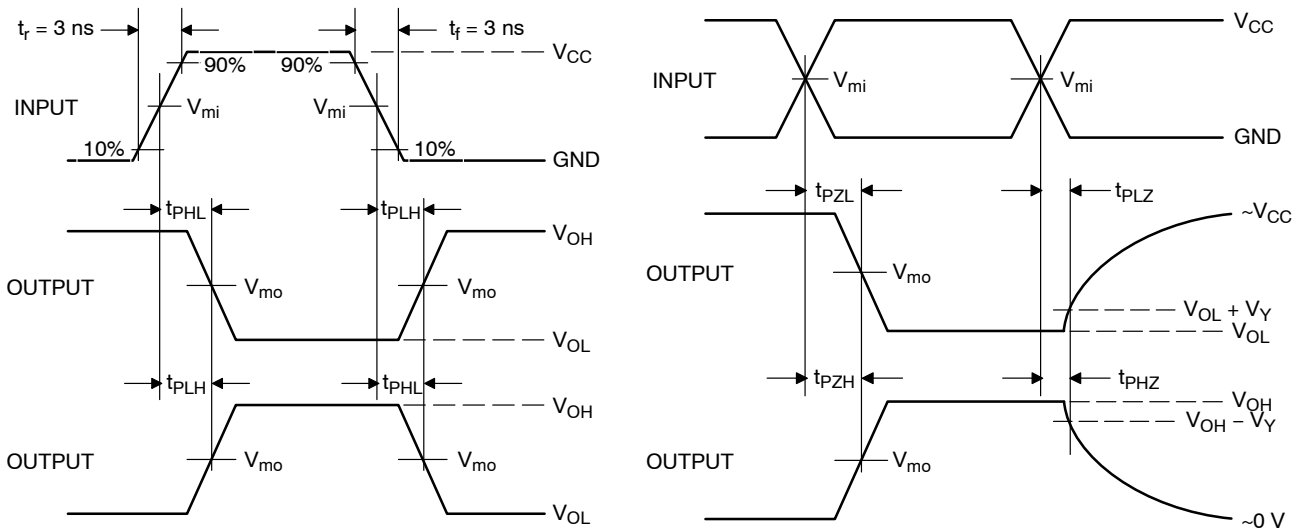 t_r = 3 ns
t_f = 3 ns
V_CC
90%
90%
INPUT
V_mi
V_mi
10%
10%
GND
t_PHL
t_PLH
V_OH
OUTPUT
V_mo
V_mo
V_OL
t_PLH
t_PHL
V_OH
OUTPUT
V_mo
V_mo
V_OL
V_CC
INPUT
V_mi
V_mi
GND
t_PZL
t_PLZ
~V_CC
OUTPUT
V_mo
V_OL + V_Y
V_OL
t_PZH
t_PHZ
V_OH
V_OH – V_Y
OUTPUT
V_mo
~0 V